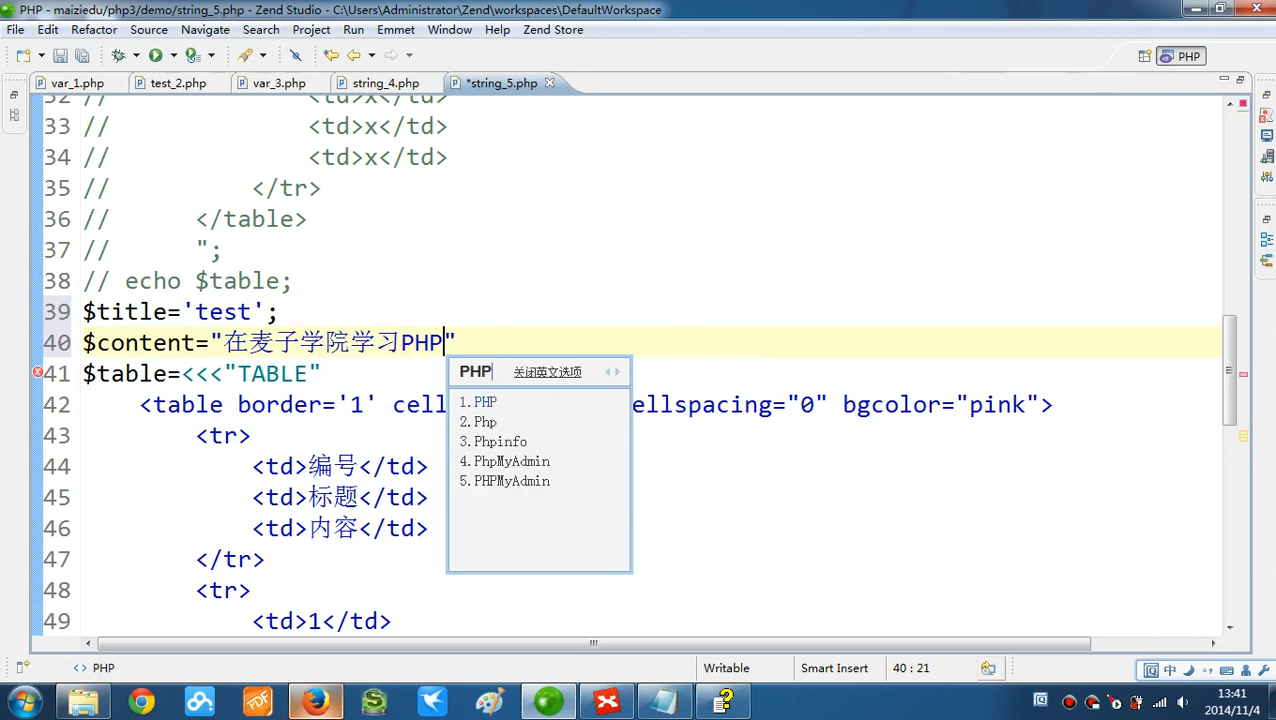 PHP - maiziedu/php3/demo/string_5.php - Zend Studio - C:\Users\Administrator\Zend\workspaces\DefaultWorkspace
File Edit Refactor Source Navigate Search Project Run Emmet Window Help Zend Store
PHP
var_1.php test_2.php var_3.php string_4.php *string_5.php
32 // <td>x</td>
33 // <td>x</td>
34 // <td>x</td>
35 // </tr>
36 // </table>
37 // ";
38 // echo $table;
39 $title='test';
40 $content="在麦子学院学习PHP"
41 $table=<<<"TABLE"
42 <table border='1' cell ellspacing="0" bgcolor="pink">
43 <tr>
44 <td>编号</td>
45 <td>标题</td>
46 <td>内容</td>
47 </tr>
48 <tr>
49 <td>1</td>
PHP 关闭英文选项
1.PHP
2.Php
3.Phpinfo
4.PhpMyAdmin
5.PHPMyAdmin
PHP Writable Smart Insert 40 : 21
中
13:41
2014/11/4